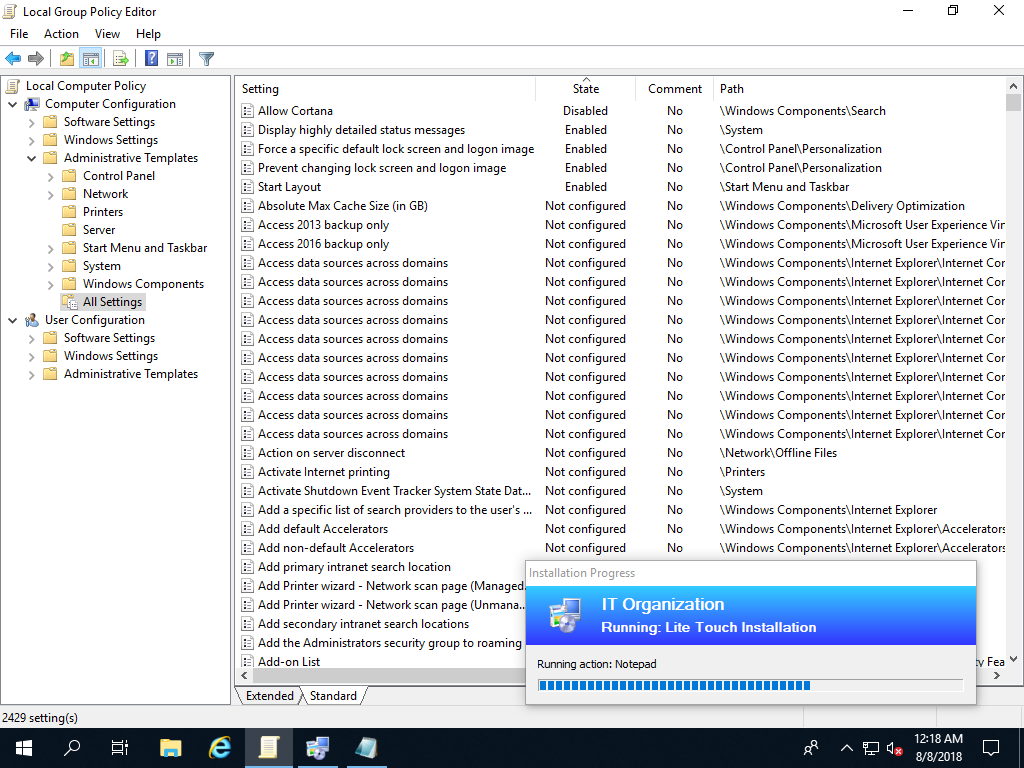 Local Group Policy Editor
File Action View Help
Local Computer Policy
Computer Configuration
Software Settings
Windows Settings
Administrative Templates
Control Panel
Network
Printers
Server
Start Menu and Taskbar
System
Windows Components
All Settings
User Configuration
Software Settings
Windows Settings
Administrative Templates
Setting State Comment Path
Allow Cortana Disabled No \Windows Components\Search
Display highly detailed status messages Enabled No \System
Force a specific default lock screen and logon image Enabled No \Control Panel\Personalization
Prevent changing lock screen and logon image Enabled No \Control Panel\Personalization
Start Layout Enabled No \Start Menu and Taskbar
Absolute Max Cache Size (in GB) Not configured No \Windows Components\Delivery Optimization
Access 2013 backup only Not configured No \Windows Components\Microsoft User Experience Vir
Access 2016 backup only Not configured No \Windows Components\Microsoft User Experience Vir
Access data sources across domains Not configured No \Windows Components\Internet Explorer\Internet Cor
Access data sources across domains Not configured No \Windows Components\Internet Explorer\Internet Cor
Access data sources across domains Not configured No \Windows Components\Internet Explorer\Internet Cor
Access data sources across domains Not configured No \Windows Components\Internet Explorer\Internet Cor
Access data sources across domains Not configured No \Windows Components\Internet Explorer\Internet Cor
Access data sources across domains Not configured No \Windows Components\Internet Explorer\Internet Cor
Access data sources across domains Not configured No \Windows Components\Internet Explorer\Internet Cor
Access data sources across domains Not configured No \Windows Components\Internet Explorer\Internet Cor
Access data sources across domains Not configured No \Windows Components\Internet Explorer\Internet Cor
Access data sources across domains Not configured No \Windows Components\Internet Explorer\Internet Cor
Action on server disconnect Not configured No \Network\Offline Files
Activate Internet printing Not configured No \Printers
Activate Shutdown Event Tracker System State Dat... Not configured No \System
Add a specific list of search providers to the user's ... Not configured No \Windows Components\Internet Explorer
Add default Accelerators Not configured No \Windows Components\Internet Explorer\Accelerators
Add non-default Accelerators Not configured No \Windows Components\Internet Explorer\Accelerators
Add primary intranet search location
Add Printer wizard - Network scan page (Managed
Add Printer wizard - Network scan page (Unmana...
Add secondary intranet search locations
Add the Administrators security group to roaming
Add-on List ty Fea
Installation Progress
IT Organization
Running: Lite Touch Installation
Running action: Notepad
Extended Standard
2429 setting(s)
12:18 AM
8/8/2018